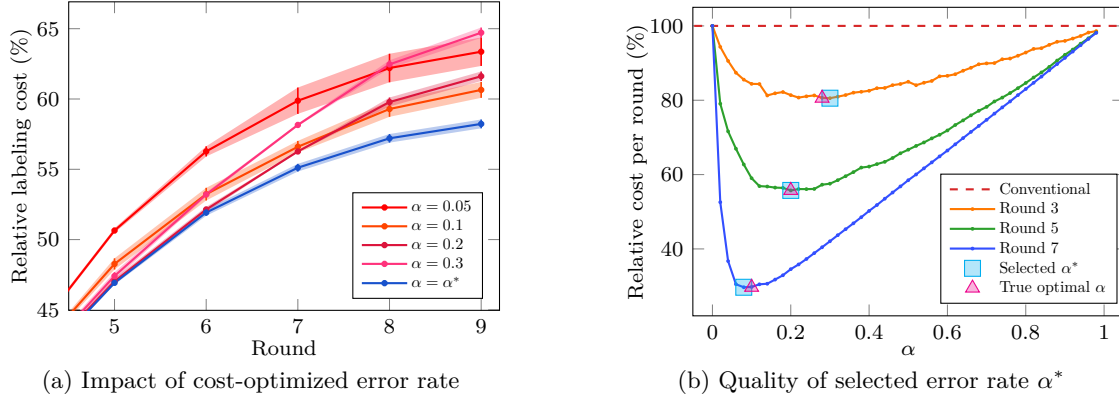 Relative labeling cost (%)
65
60
55
50
45
5
6
7
8
9
Round
α = 0.05
α = 0.1
α = 0.2
α = 0.3
α = α*
(a) Impact of cost-optimized error rate
Relative cost per round (%)
100
80
60
40
0
0.2
0.4
0.6
0.8
1
α
Conventional
Round 3
Round 5
Round 7
Selected α*
True optimal α
(b) Quality of selected error rate α*